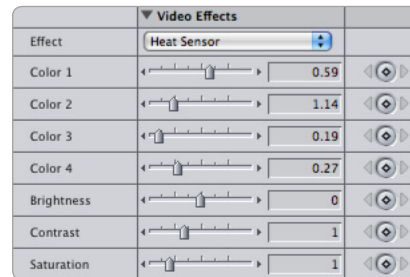 Video Effects
Effect Heat Sensor
Color 1 0.59
Color 2 1.14
Color 3 0.19
Color 4 0.27
Brightness 0
Contrast 1
Saturation 1